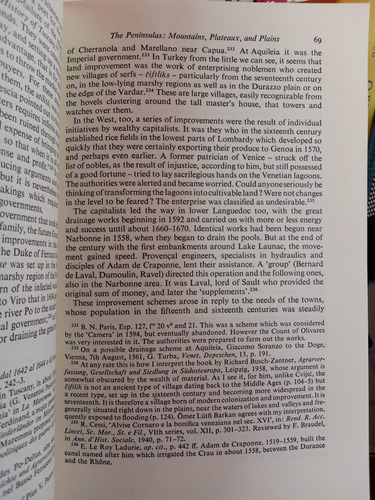 The Peninsulas: Mountains, Plateaux, and Plains 69
of Cherranola and Marellano near Capua.²³² At Aquileia it was the
Imperial government.²³³ In Turkey from the little we can see, it seems that
land improvement was the work of enterprising noblemen who created
new villages of serfs – čiftliks – particularly from the seventeenth century
on, in the low-lying marshy regions as well as in the Durazzo plain or on
the edge of the Vardar.²³⁴ These are large villages, easily recognizable from
the hovels clustering around the tall master's house, that towers and
watches over them.
In the West, too, a series of improvements were the result of individual
initiatives by wealthy capitalists. It was they who in the sixteenth century
established rice fields in the lowest parts of Lombardy which developed so
quickly that they were certainly exporting their produce to Genoa in 1570,
and perhaps even earlier. A former patrician of Venice – struck off the
list of nobles, as the result of injustice, according to him, but still possessed
of a good fortune – tried to lay sacrilegious hands on the Venetian lagoons.
The authorities were alerted and became worried. Could anyone seriously be
thinking of transforming the lagoons into cultivable land? Were not changes
in the level to be feared? The enterprise was classified as undesirable.²³⁵
The capitalists led the way in lower Languedoc too, with the great
drainage works beginning in 1592 and carried on with more or less energy
and success until about 1660–1670. Identical works had been begun near
Narbonne in 1558, when they began to drain the pools. But at the end of
the century with the first embankments around Lake Launac, the move-
ment gained speed. Provençal engineers, specialists in hydraulics and
disciples of Adam de Craponne, lent their assistance. A 'group' (Bernard
de Laval, Dumoulin, Ravel) directed this operation and the following ones,
also in the Narbonne area. It was Laval, lord of Sault who provided the
original sum of money, and later the 'supplements'.²³⁶
These improvement schemes arose in reply to the needs of the towns,
whose population in the fifteenth and sixteenth centuries was steadily
²³² B. N. Paris, Esp. 127, fº 20 vº and 21. This was a scheme which was considered
by the 'Camera' in 1594, but eventually abandoned. However the Count of Olivares
was very interested in it. The authorities were prepared to farm out the works.
²³³ On a possible drainage scheme at Aquileia, Giacomo Soranzo to the Doge,
Vienna, 7th August, 1561, G. Turba, Venet. Depeschen, 13, p. 191.
²³⁴ At any rate this is how I interpret the book by Richard Busch-Zantner, Agrarver-
fassung, Gesellschaft und Siedlung in Südosteuropa, Leipzig, 1938, whose argument is
somewhat obscured by the wealth of material. As I see it, for him, unlike Cvijić, the
čiftlik is not an ancient type of village dating back to the Middle Ages (p. 104–5) but
a recent type, set up in the sixteenth century and becoming more widespread in the
seventeenth. It is therefore a village born of modern colonization and improvement. It is
generally situated right down in the plains, near the waters of lakes and valleys and fre-
quently exposed to flooding (p. 124). Ömer Lütfi Barkan agrees with my interpretation.
²³⁵ R. Cessi, 'Alvise Cornaro e la bonifica veneziana nel sec. XVI', in: Rend. R. Acc.
Lincei, Sc. Mor., St. e Fil., VIth series, vol. XII, p. 301–323. Reviewed by F. Braudel,
in Ann. d'Hist. Sociale, 1940, p. 71–72.
²³⁶ E. Le Roy Ladurie, op. cit., p. 442 ff. Adam de Craponne, 1519–1559, built the
canal named after him which irrigated the Crau in about 1558, between the Durance
and the Rhône.